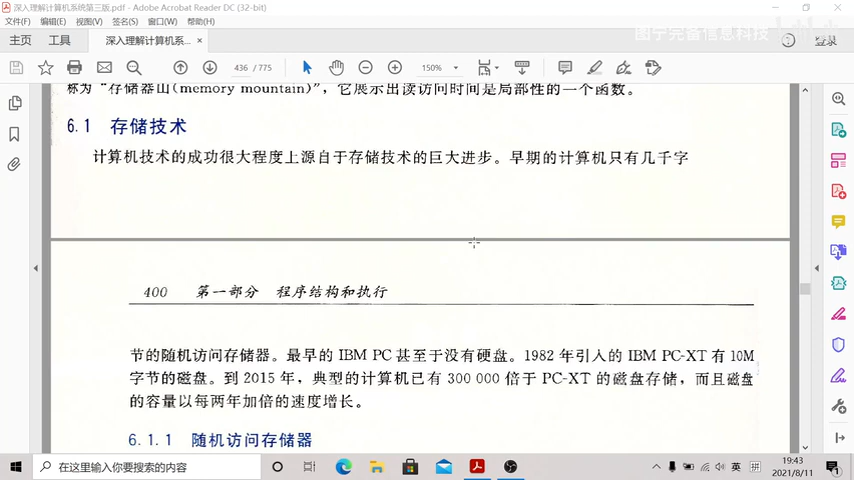 深入理解计算机系统第三版.pdf - Adobe Acrobat Reader DC (32-bit)
文件(F) 编辑(E) 视图(V) 签名(S) 窗口(W) 帮助(H)
图宁完备信息科技
主页 工具 深入理解计算机系... × 登录
436 / 775 150%
称为“存储器山(memory mountain)”，它展示出读访问时间是局部性的一个函数。
6.1 存储技术
计算机技术的成功很大程度上源自于存储技术的巨大进步。早期的计算机只有几千字
400 第一部分 程序结构和执行
节的随机访问存储器。最早的 IBM PC 甚至于没有硬盘。1982 年引入的 IBM PC-XT 有 10M
字节的磁盘。到 2015 年，典型的计算机已有 300 000 倍于 PC-XT 的磁盘存储，而且磁盘
的容量以每两年加倍的速度增长。
6.1.1 随机访问存储器
在这里输入你要搜索的内容
英 拼
19:43
2021/8/11